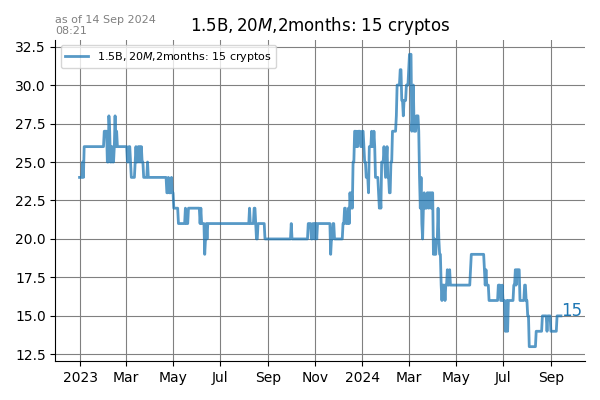 as of 14 Sep 2024
08:21
1.5B, 20M,2months: 15 cryptos
1.5B, 20M,2months: 15 cryptos
32.5
30.0
27.5
25.0
22.5
20.0
17.5
15.0
12.5
15
2023 Mar May Jul Sep Nov 2024 Mar May Jul Sep